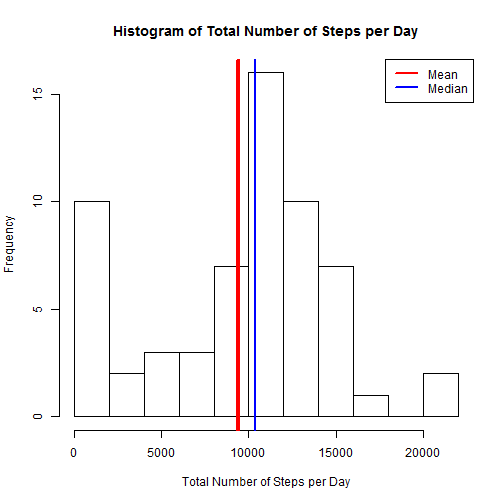 Histogram of Total Number of Steps per Day
Mean
Median
Frequency
15
10
5
0
0 5000 10000 15000 20000
Total Number of Steps per Day